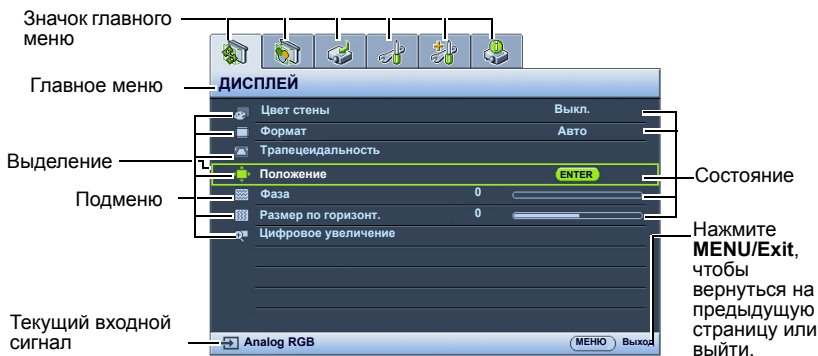 Значок главного
меню
Главное меню
ДИСПЛЕЙ
Цвет стены Выкл.
Формат Авто
Трапецеидальность
Выделение
Положение ENTER
Состояние
Подменю
Фаза 0
Размер по горизонт. 0
Цифровое увеличение
Нажмите
MENU/Exit,
чтобы
вернуться на
предыдущую
страницу или
выйти.
Текущий входной
сигнал
Analog RGB
МЕНЮ Выход